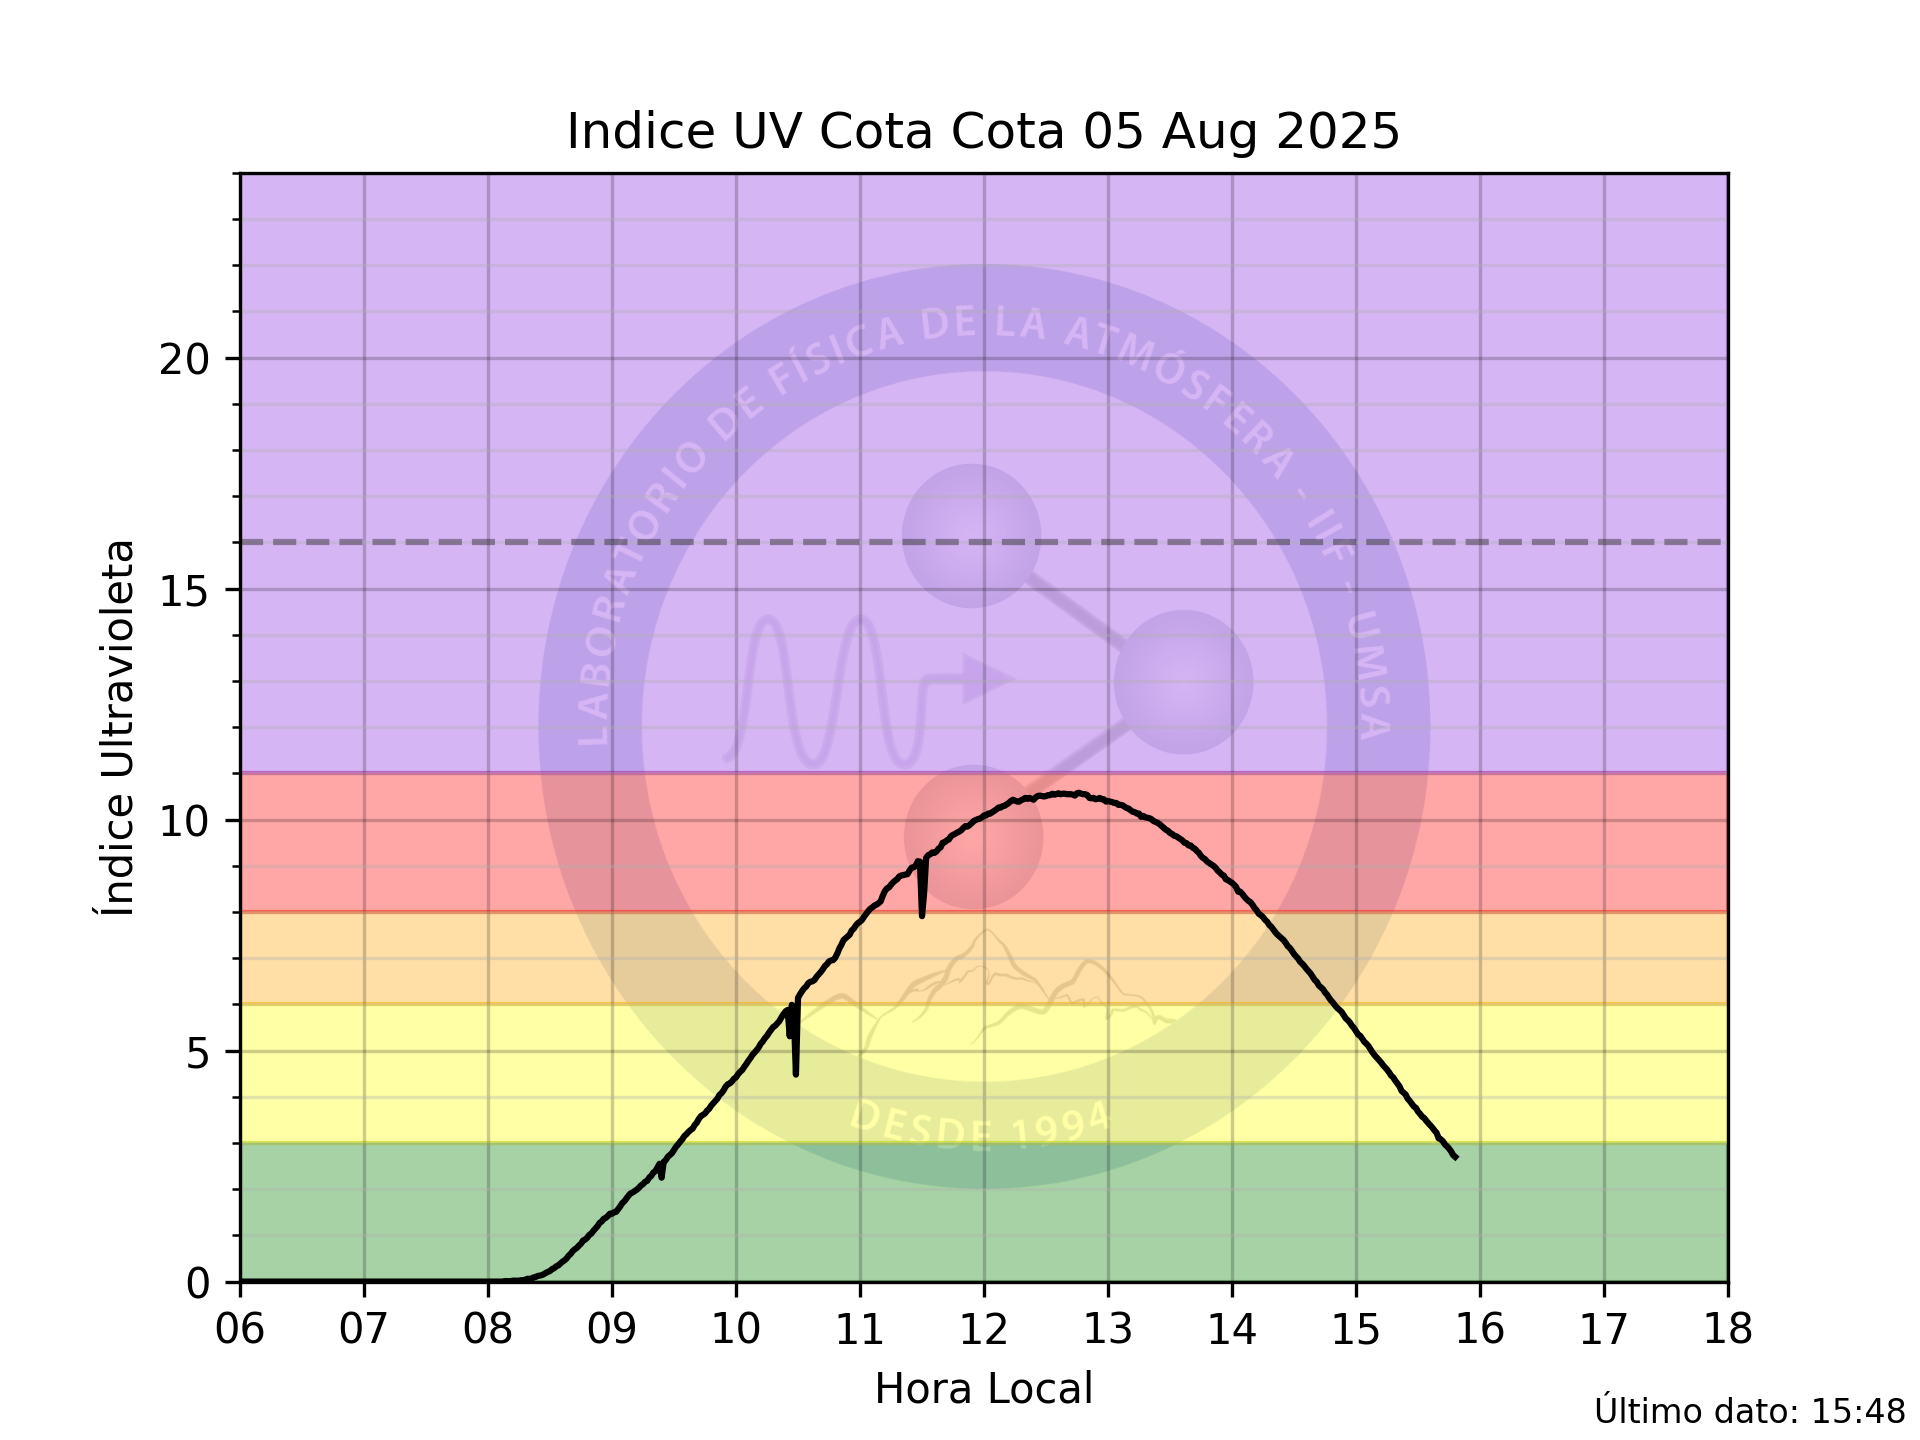 Indice UV Cota Cota 05 Aug 2025
LABORATORIO DE FÍSICA DE LA ATMÓSFERA - IIF - UMSA
DESDE 1994
Índice Ultravioleta
20
15
10
5
0
06 07 08 09 10 11 12 13 14 15 16 17 18
Hora Local
Último dato: 15:48